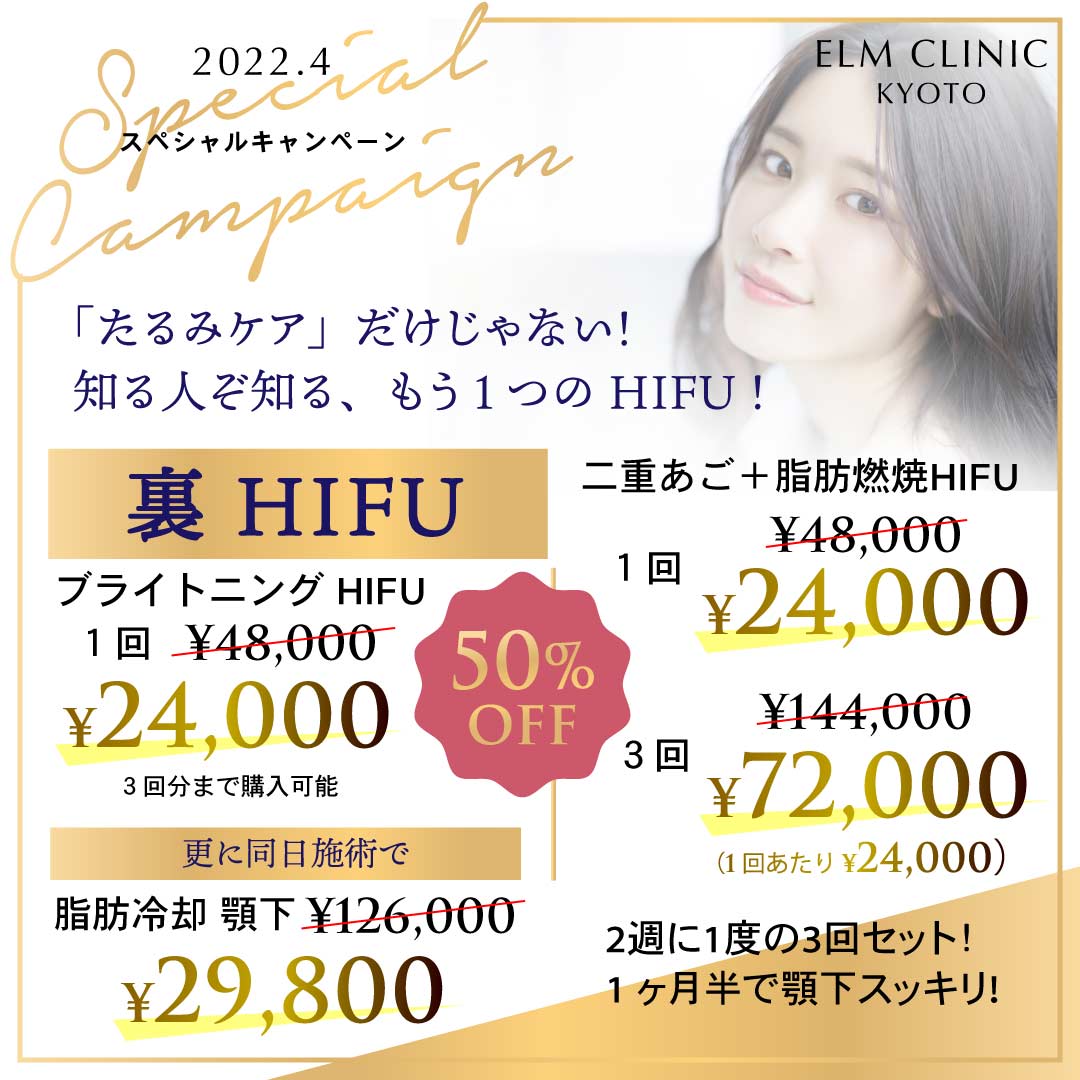 2022.4
Special
スペシャルキャンペーン
Campaign
ELM CLINIC
KYOTO
「たるみケア」だけじゃない!
知る人ぞ知る、もう1つの HIFU !
裏 HIFU
ブライトニング HIFU
1回 ¥48,000
¥24,000
3回分まで購入可能
50%
OFF
二重あご+脂肪燃焼HIFU
¥48,000
1回
¥24,000
¥144,000
3回
¥72,000
(1回あたり ¥24,000)
更に同日施術で
脂肪冷却 顎下 ¥126,000
¥29,800
2週に1度の3回セット!
1ヶ月半で顎下スッキリ!